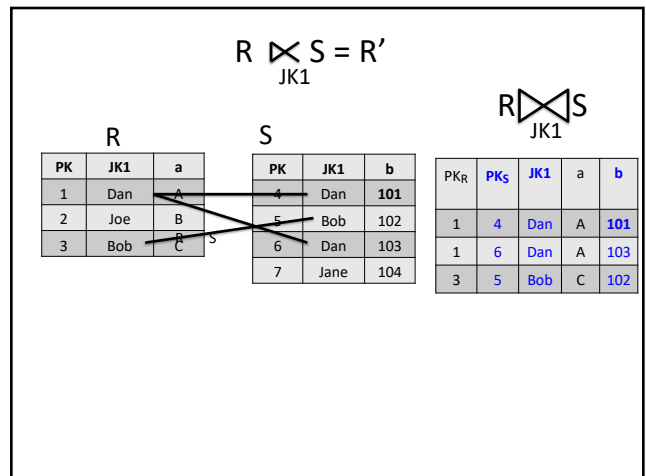 R ⋉ S = R’
JK1
R⋈S
JK1
R
PK JK1 a
1 Dan A
2 Joe B
3 Bob C
R S
S
PK JK1 b
4 Dan 101
5 Bob 102
6 Dan 103
7 Jane 104
PKR PKS JK1 a b
1 4 Dan A 101
1 6 Dan A 103
3 5 Bob C 102